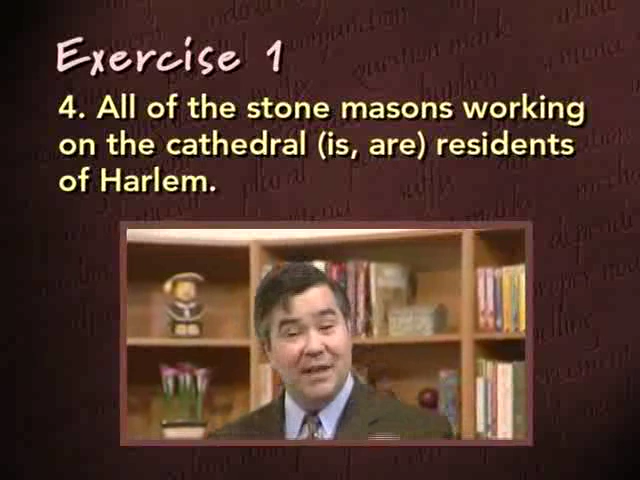 Exercise 1
4. All of the stone masons working
on the cathedral (is, are) residents
of Harlem.